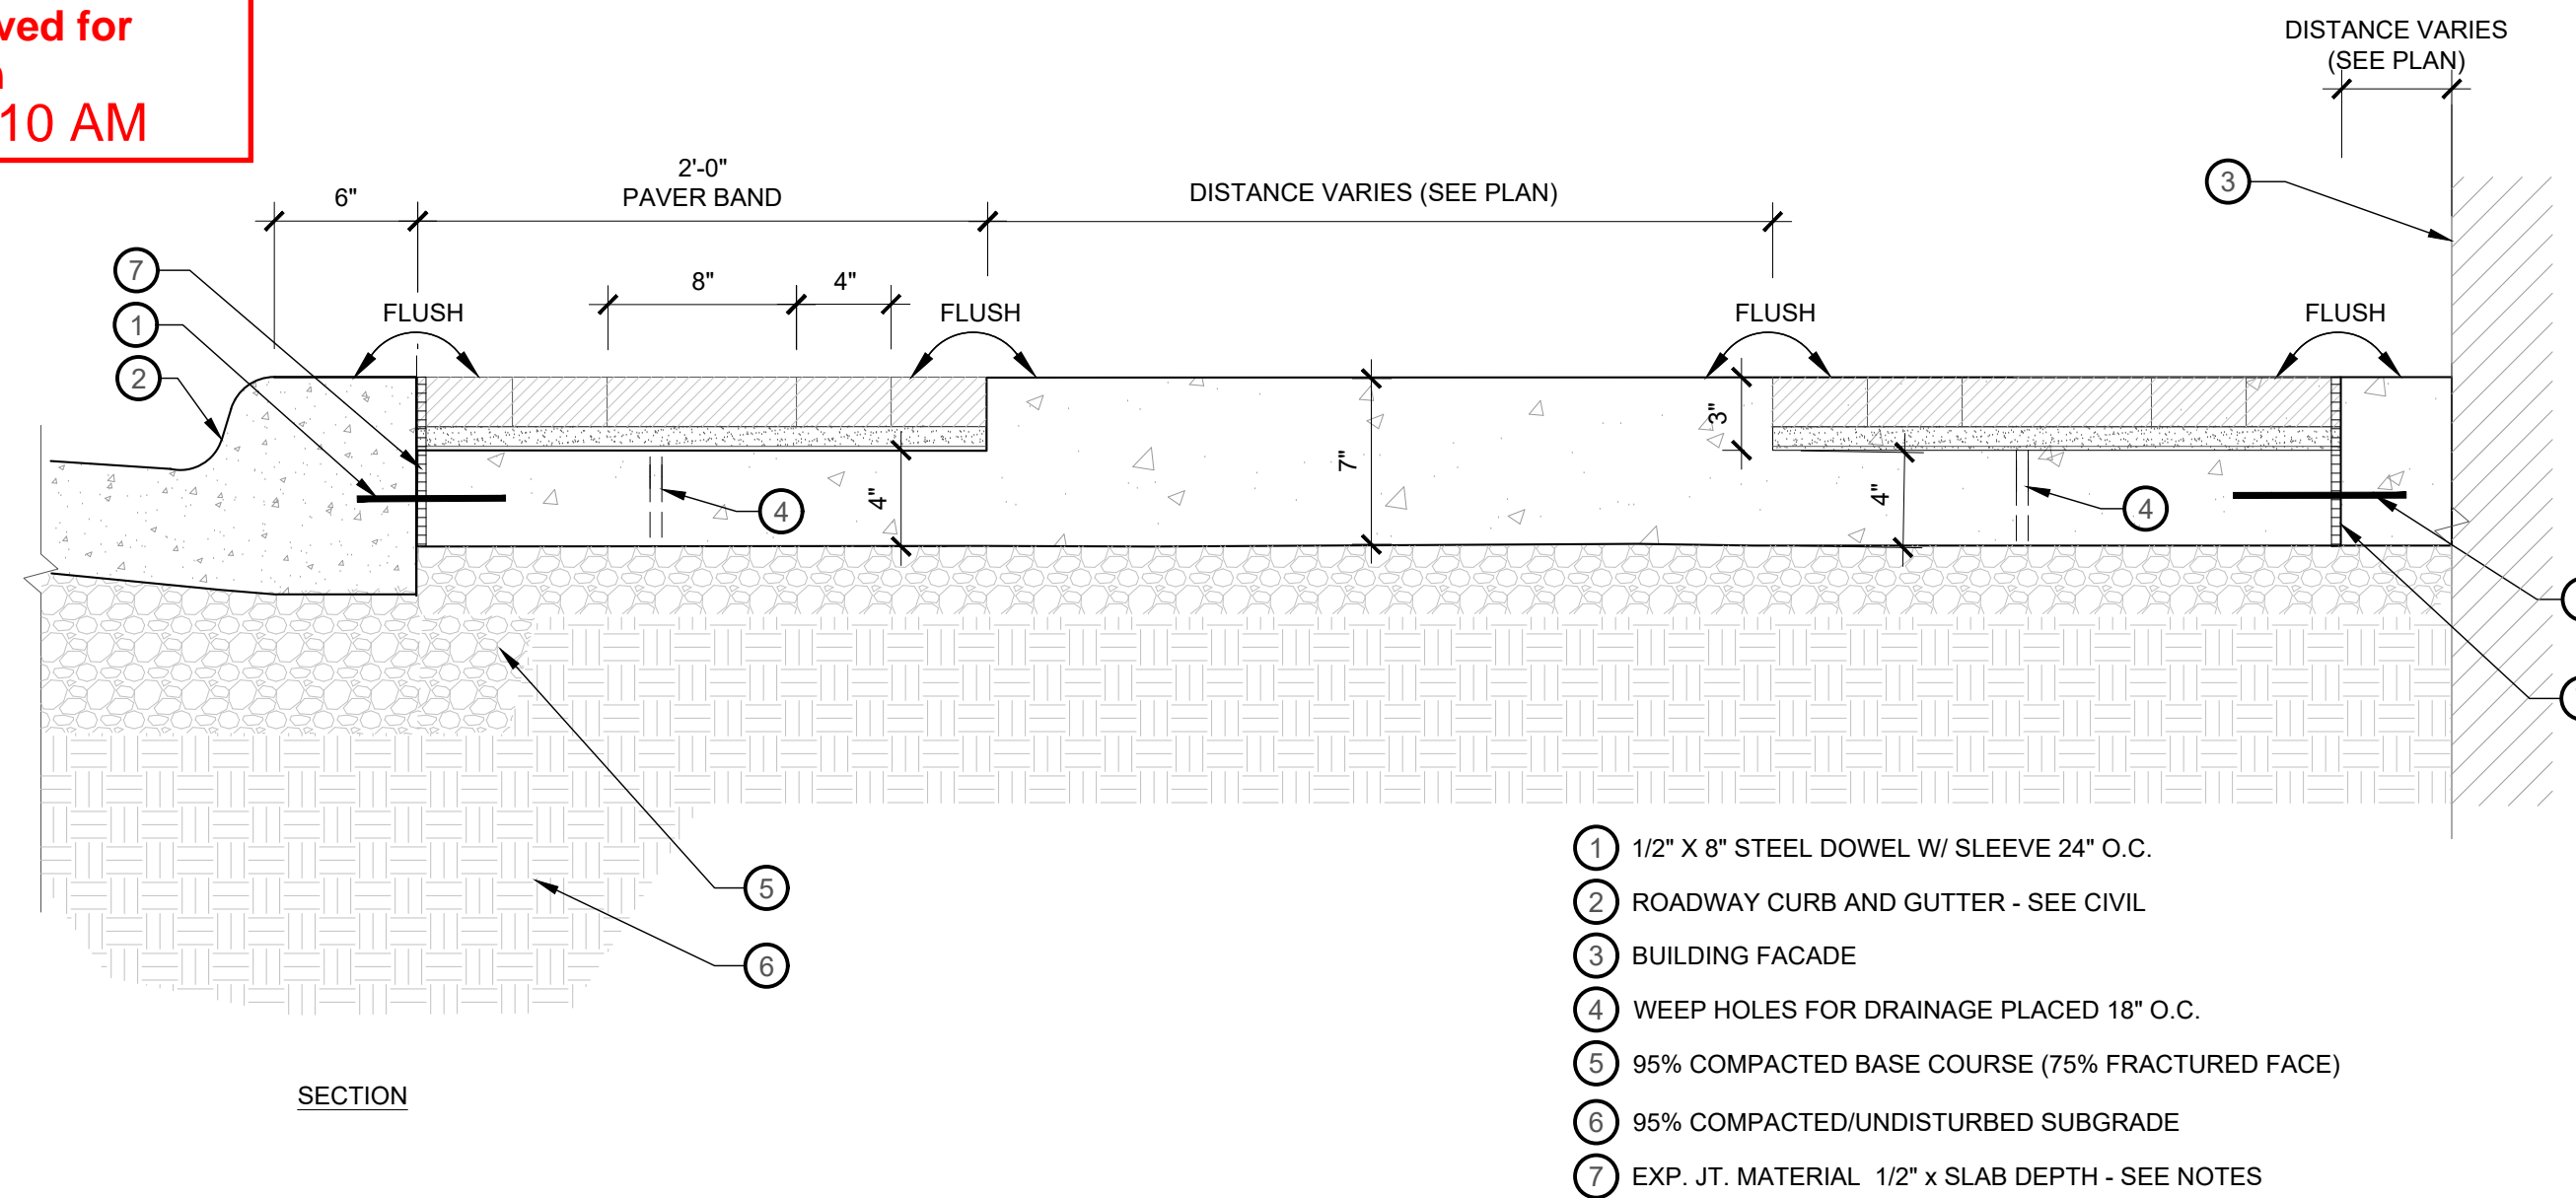 ved for
10 AM
DISTANCE VARIES
(SEE PLAN)
2'-0"
PAVER BAND
6"
DISTANCE VARIES (SEE PLAN)
3
7
8"
4"
1
FLUSH
FLUSH
FLUSH
FLUSH
2
3"
7"
4"
4
4"
4
5
6
SECTION
1 1/2" X 8" STEEL DOWEL W/ SLEEVE 24" O.C.
2 ROADWAY CURB AND GUTTER - SEE CIVIL
3 BUILDING FACADE
4 WEEP HOLES FOR DRAINAGE PLACED 18" O.C.
5 95% COMPACTED BASE COURSE (75% FRACTURED FACE)
6 95% COMPACTED/UNDISTURBED SUBGRADE
7 EXP. JT. MATERIAL 1/2" x SLAB DEPTH - SEE NOTES